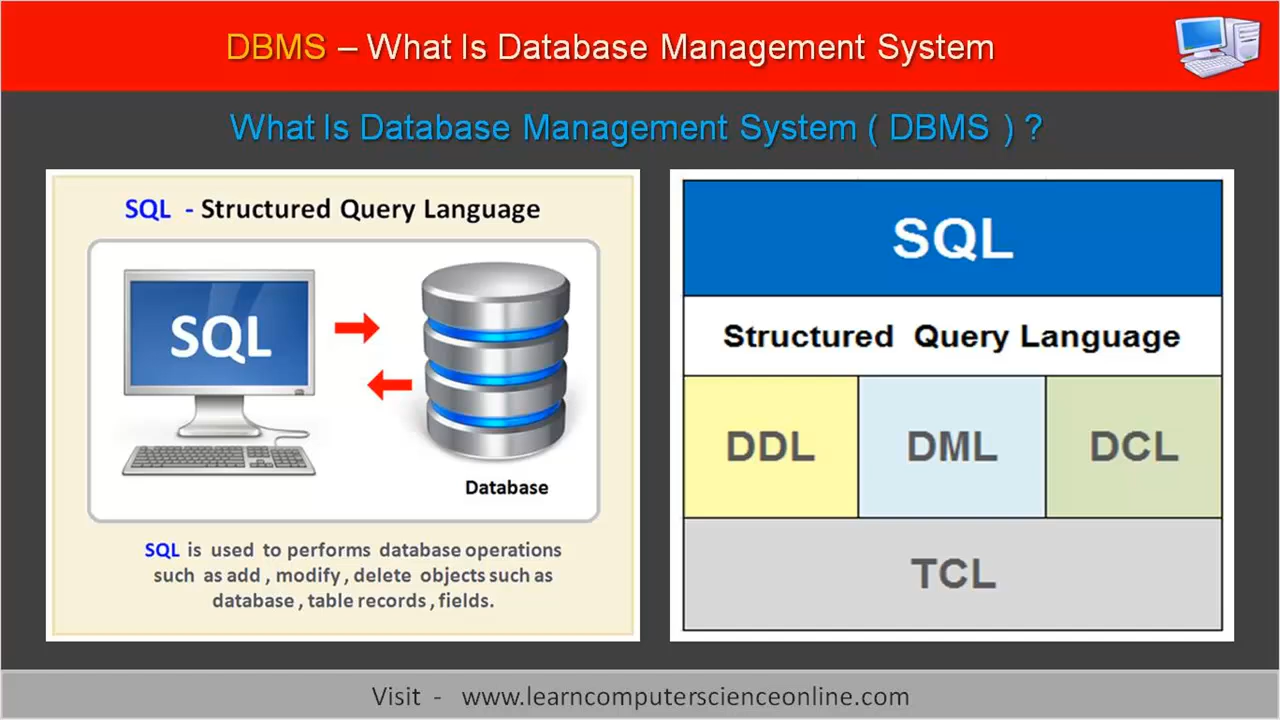 DBMS – What Is Database Management System
What Is Database Management System ( DBMS ) ?
SQL - Structured Query Language
SQL
Database
SQL is used to performs database operations
such as add , modify , delete objects such as
database , table records , fields.
SQL
Structured Query Language
DDL
DML
DCL
TCL
Visit - www.learncomputerscienceonline.com